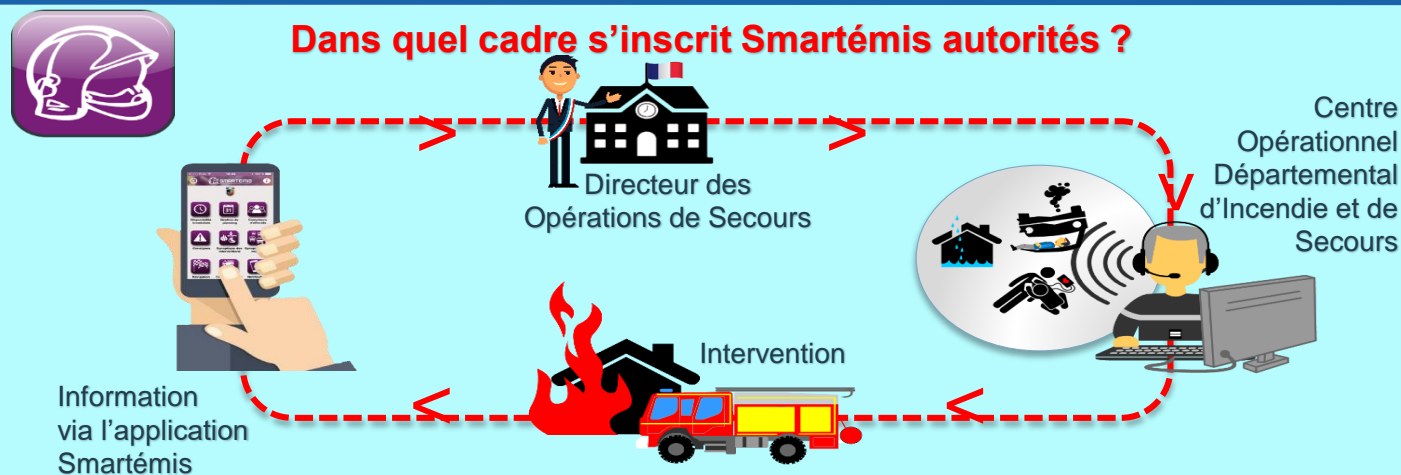 Dans quel cadre s’inscrit Smartémis autorités ?
Directeur des
Opérations de Secours
Centre
Opérationnel
Départemental
d’Incendie et de
Secours
Intervention
Information
via l’application
Smartémis
SMARTEMIS